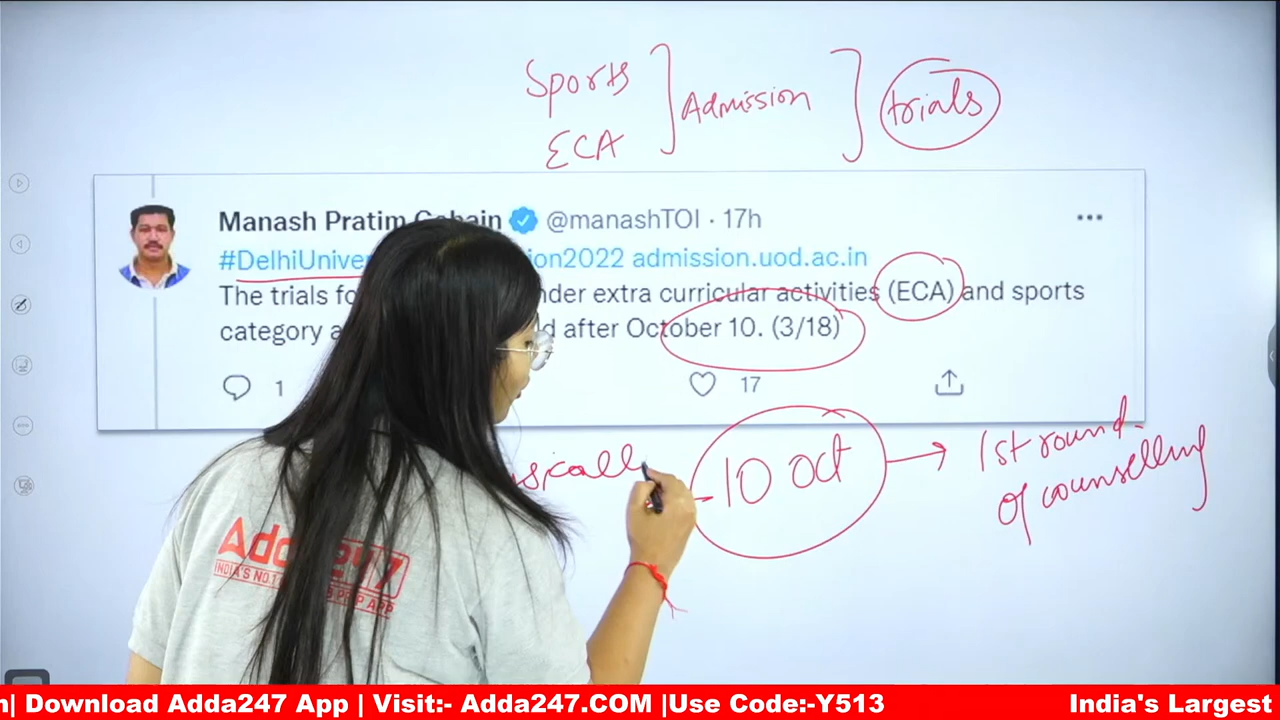 Sports
ECA
Admission
trials
Manash Pratim Gohain @manashTOI · 17h
#DelhiUniver ion2022 admission.uod.ac.in
The trials fo nder extra curricular activities (ECA) and sports
category a d after October 10. (3/18)
1 17
10 oct
1st round
of counselling
Adda247
n| Download Adda247 App | Visit:- Adda247.COM |Use Code:-Y513 India's Largest